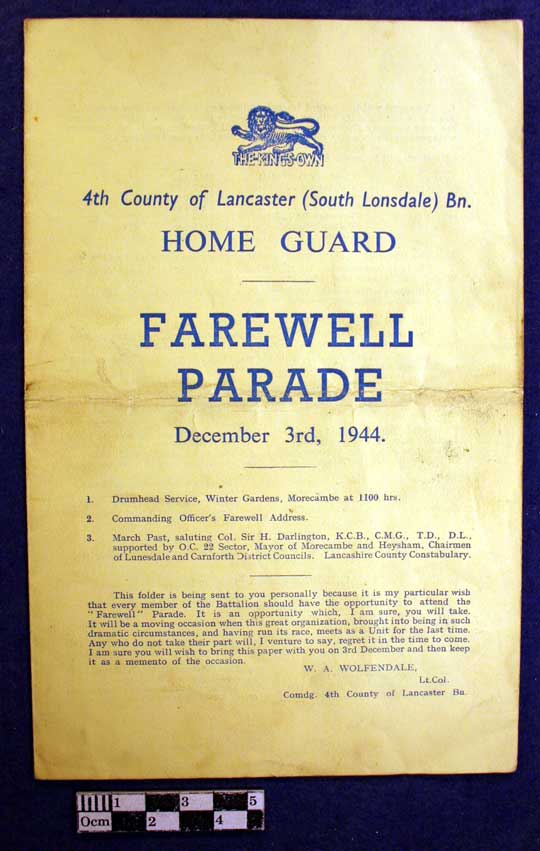 THE·KING'S·OWN
4th County of Lancaster (South Lonsdale) Bn.
HOME GUARD
FAREWELL
PARADE
December 3rd, 1944.
1. Drumhead Service, Winter Gardens, Morecambe at 1100 hrs.
2. Commanding Officer's Farewell Address.
3. March Past, saluting Col. Sir H. Darlington, K.C.B., C.M.G., T.D., D.L.,
supported by O.C. 22 Sector, Mayor of Morecambe and Heysham, Chairmen
of Lunesdale and Carnforth District Councils. Lancashire County Constabulary.
This folder is being sent to you personally because it is my particular wish
that every member of the Battalion should have the opportunity to attend the
"Farewell" Parade. It is an opportunity which, I am sure, you will take.
It will be a moving occasion when this great organization, brought into being in such
dramatic circumstances, and having run its race, meets as a Unit for the last time.
Any who do not take their part will, I venture to say, regret it in the time to come.
I am sure you will wish to bring this paper with you on 3rd December and then keep
it as a memento of the occasion.
W. A. WOLFENDALE,
Lt.Col.
Comdg. 4th County of Lancaster Bn.
1 3 5
0cm 2 4